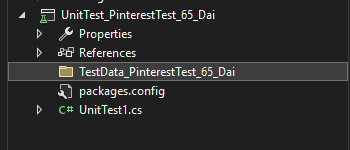 UnitTest_PinterestTest_65_Dai
Properties
References
TestData_PinterestTest_65_Dai
packages.config
C# UnitTest1.cs